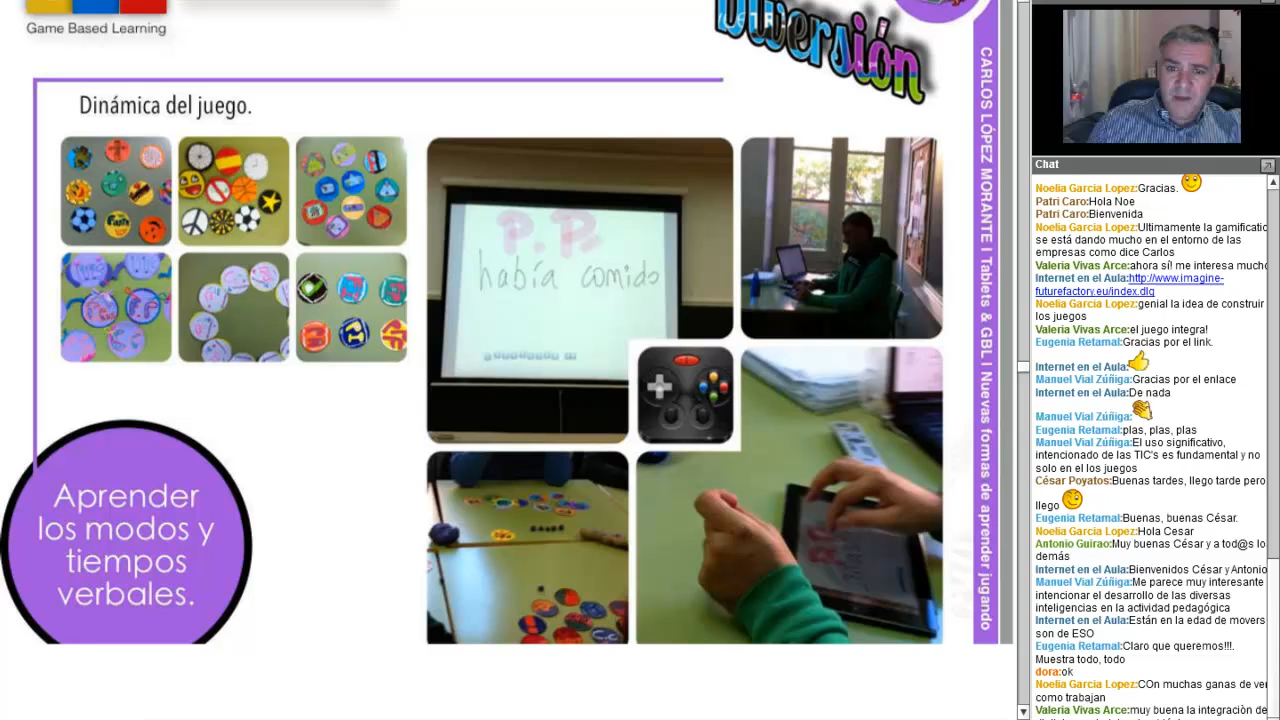 Game Based Learning
Diversión
Dinámica del juego.
P.P.
había comido
Aprender
los modos y
tiempos
verbales.
CARLOS LÓPEZ MORANTE I Tablets & GBL I Nuevas formas de aprender jugando
Chat
Noelia Garcia Lopez:Gracias.
Patri Caro:Hola Noe
Patri Caro:Bienvenida
Noelia Garcia Lopez:Ultimamente la gamificatio
se está dando mucho en el entorno de las
empresas como dice Carlos
Valeria Vivas Arce:ahora sí! me interesa mucho
Internet en el Aula:http://www.imagine-
futurefactory.eu/index.dlg
Noelia Garcia Lopez:genial la idea de construir
los juegos
Valeria Vivas Arce:el juego integra!
Eugenia Retamal:Gracias por el link.
Internet en el Aula:
Manuel Vial Zúñiga:Gracias por el enlace
Internet en el Aula:De nada
Manuel Vial Zúñiga:
Eugenia Retamal:plas, plas, plas
Manuel Vial Zúñiga:El uso significativo,
intencionado de las TIC's es fundamental y no
solo en el los juegos
César Poyatos:Buenas tardes, llego tarde pero
llego
Eugenia Retamal:Buenas, buenas César.
Noelia Garcia Lopez:Hola Cesar
Antonio Guirao:Muy buenas César y a tod@s lo
demás
Internet en el Aula:Bienvenidos César y Antonio
Manuel Vial Zúñiga:Me parece muy interesante
intencionar el desarrollo de las diversas
inteligencias en la actividad pedagógica
Internet en el Aula:Están en la edad de movers
son de ESO
Eugenia Retamal:Claro que queremos!!!.
Muestra todo, todo
dora:ok
Noelia Garcia Lopez:COn muchas ganas de ve
como trabajan
Valeria Vivas Arce:muy buena la integraciòn de